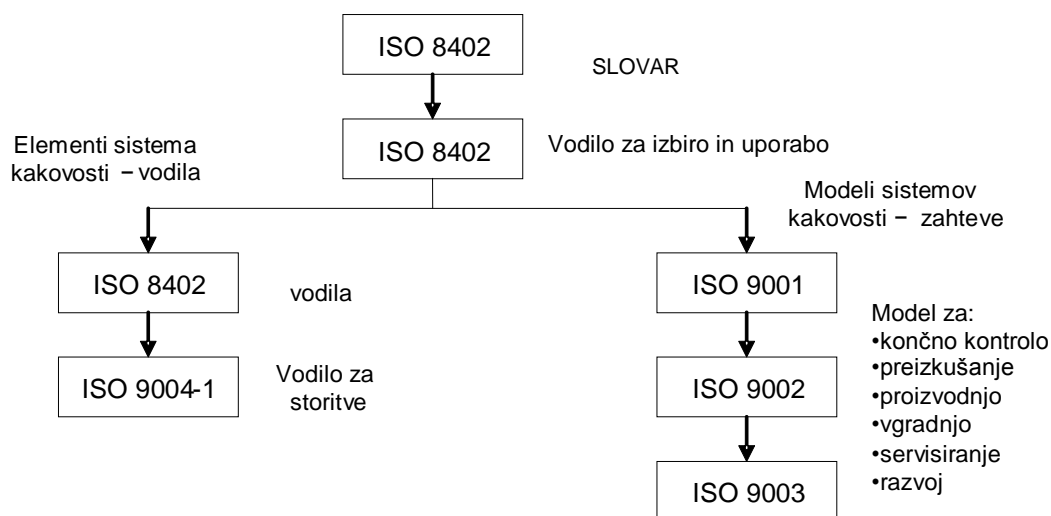 ISO 8402
SLOVAR
ISO 8402
Vodilo za izbiro in uporabo
Elementi sistema
kakovosti – vodila
Modeli sistemov
kakovosti – zahteve
ISO 8402
vodila
ISO 9004-1
Vodilo za
storitve
ISO 9001
ISO 9002
ISO 9003
Model za:
•končno kontrolo
•preizkušanje
•proizvodnjo
•vgradnjo
•servisiranje
•razvoj